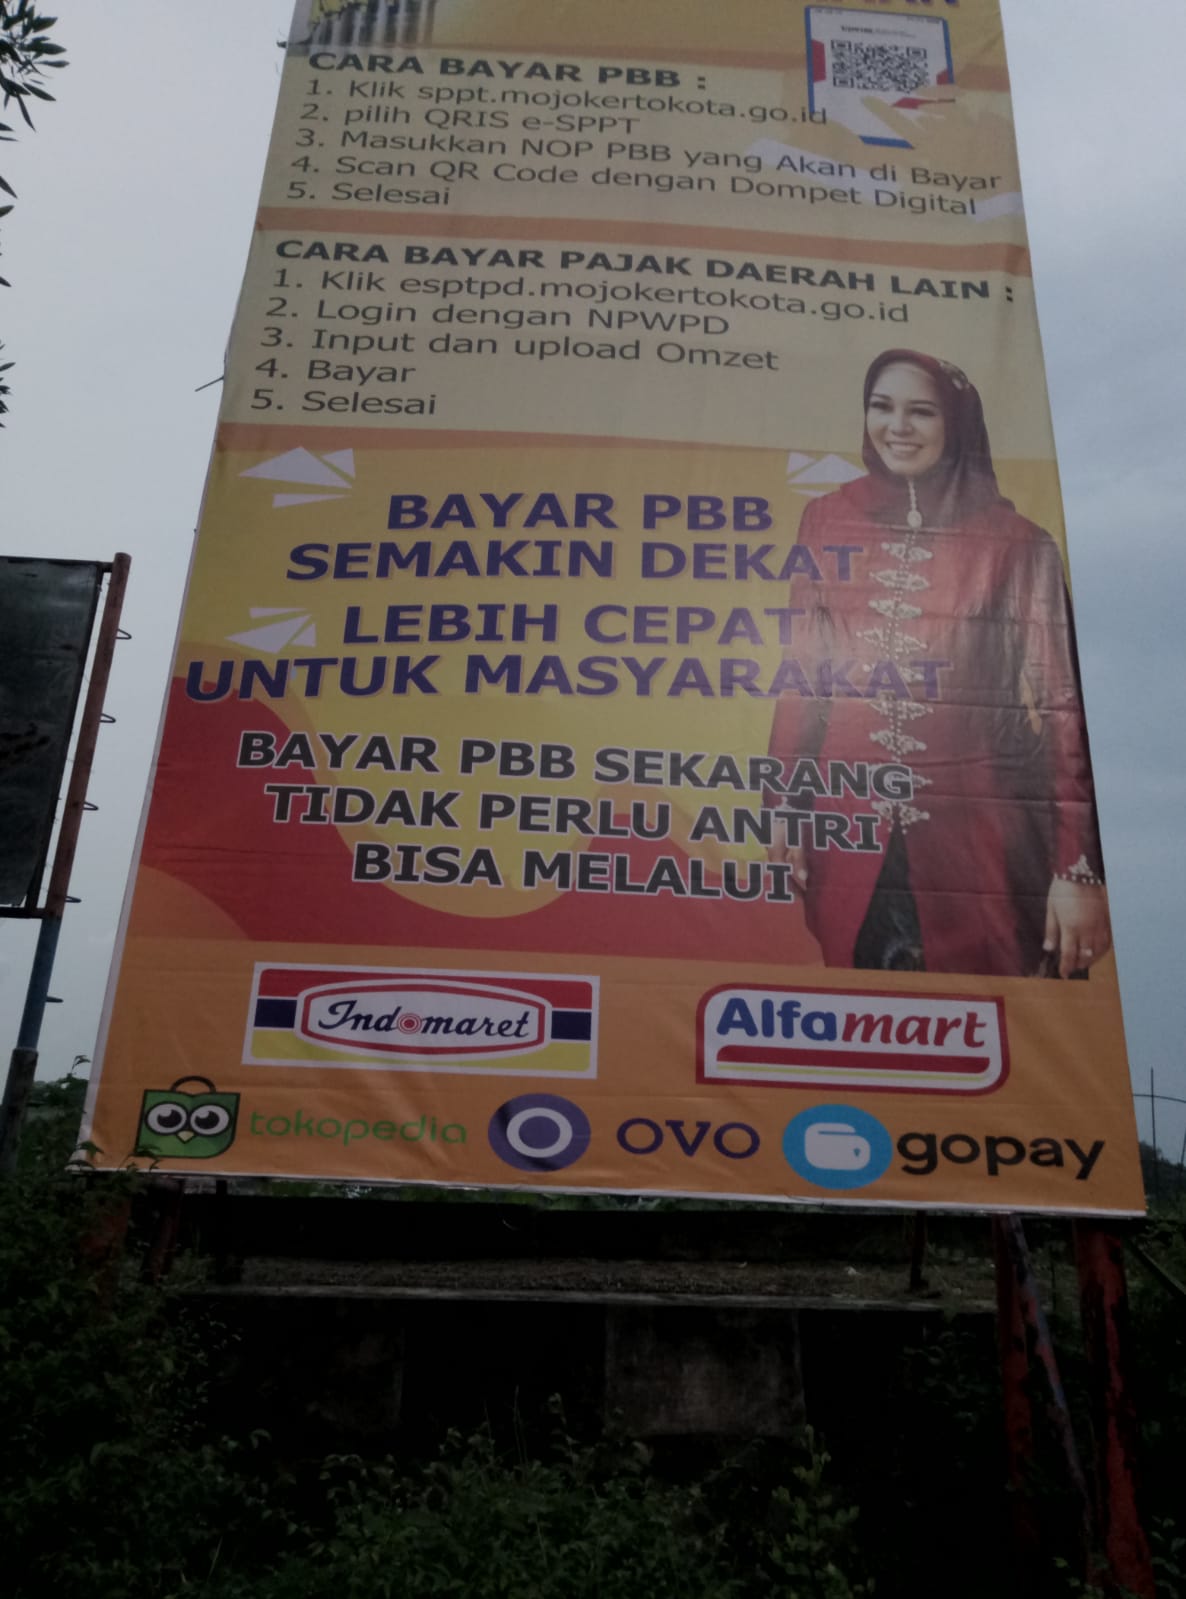 CARA BAYAR PBB :
1. Klik sppt.mojokertokota.go.id
2. pilih QRIS e-SPPT
3. Masukkan NOP PBB yang Akan di Bayar
4. Scan QR Code dengan Dompet Digital
5. Selesai
CARA BAYAR PAJAK DAERAH LAIN :
1. Klik esptpd.mojokertokota.go.id
2. Login dengan NPWPD
3. Input dan upload Omzet
4. Bayar
5. Selesai
BAYAR PBB
SEMAKIN DEKAT
LEBIH CEPAT
UNTUK MASYARAKAT
BAYAR PBB SEKARANG
TIDAK PERLU ANTRI
BISA MELALUI
Indomaret
Alfamart
tokopedia
OVO
gopay